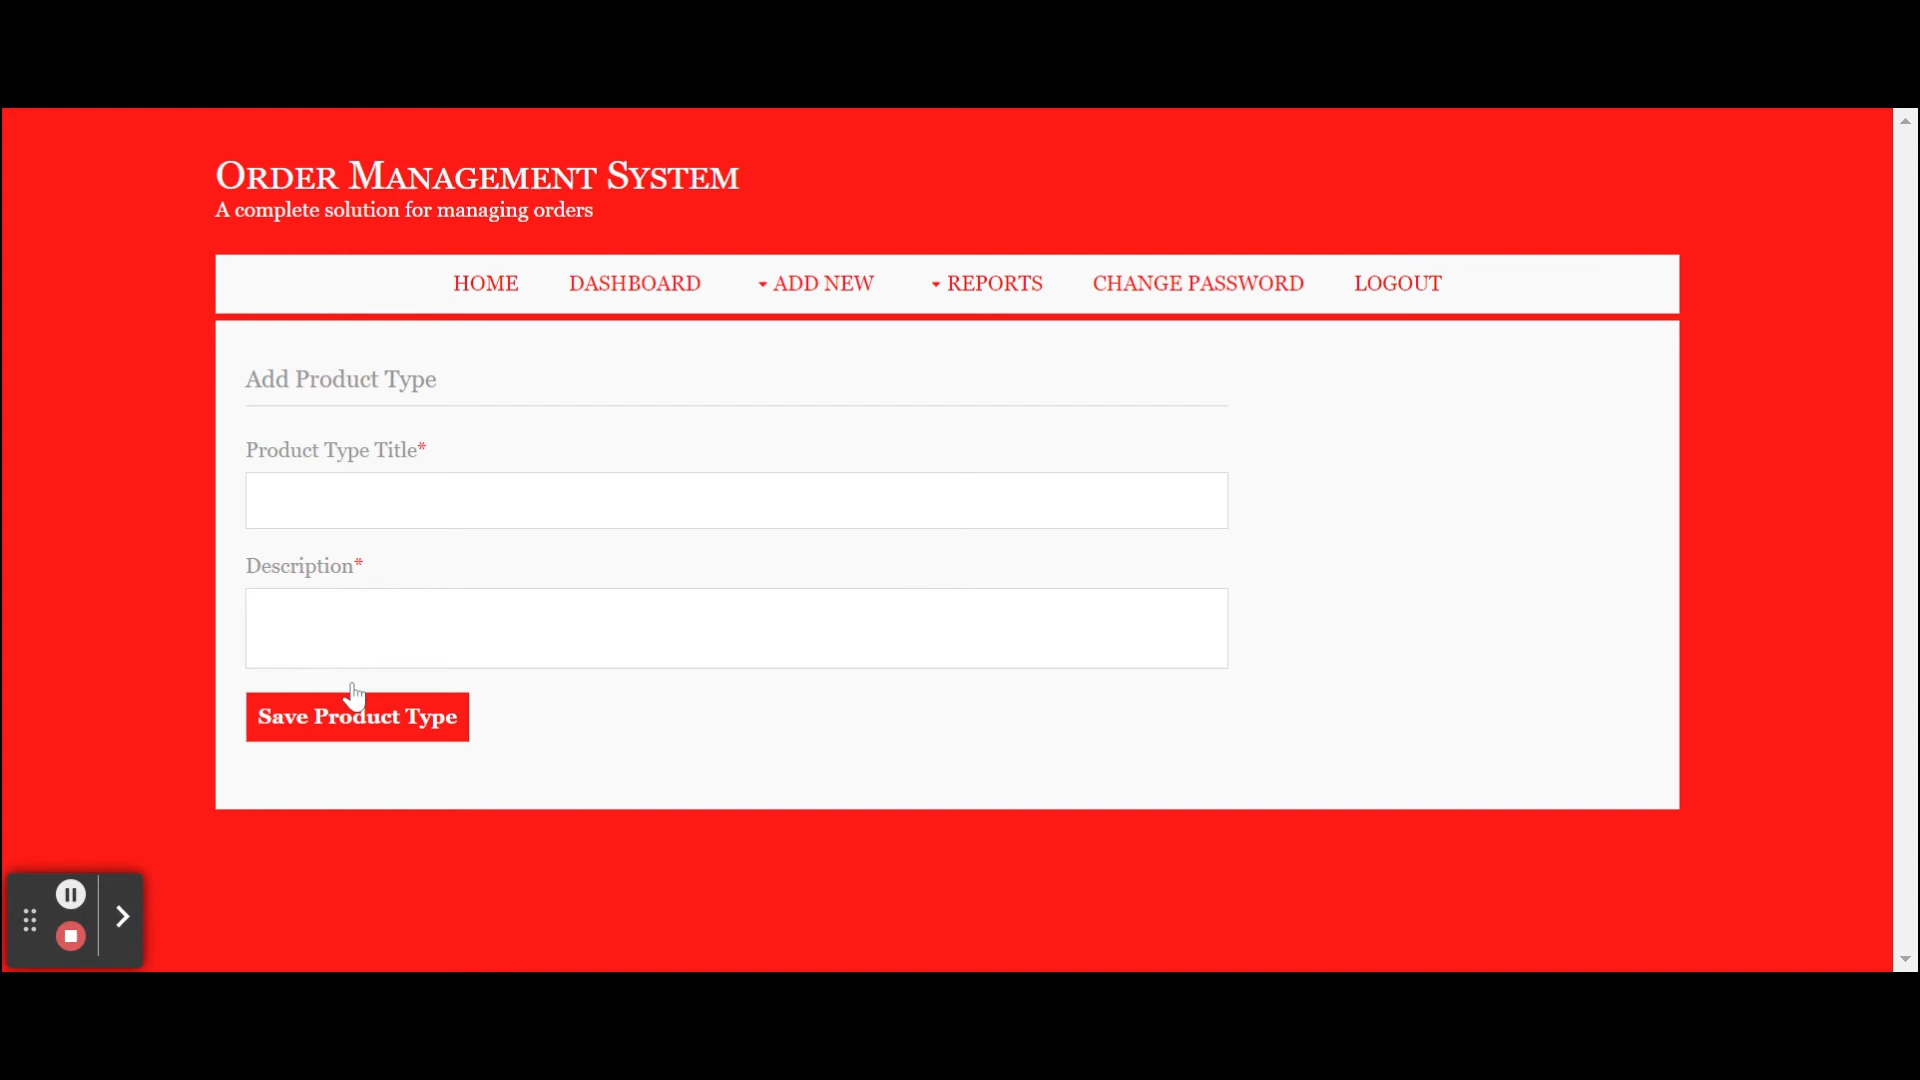 Order Management System
A complete solution for managing orders
HOME DASHBOARD ADD NEW REPORTS CHANGE PASSWORD LOGOUT
Add Product Type
Product Type Title*
Description*
Save Product Type